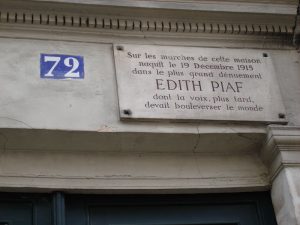 72
Sur les marches de cette maison
naquit le 19 Décembre 1915
dans le plus grand dénuement
EDITH PIAF
dont la voix, plus tard,
devait bouleverser le monde